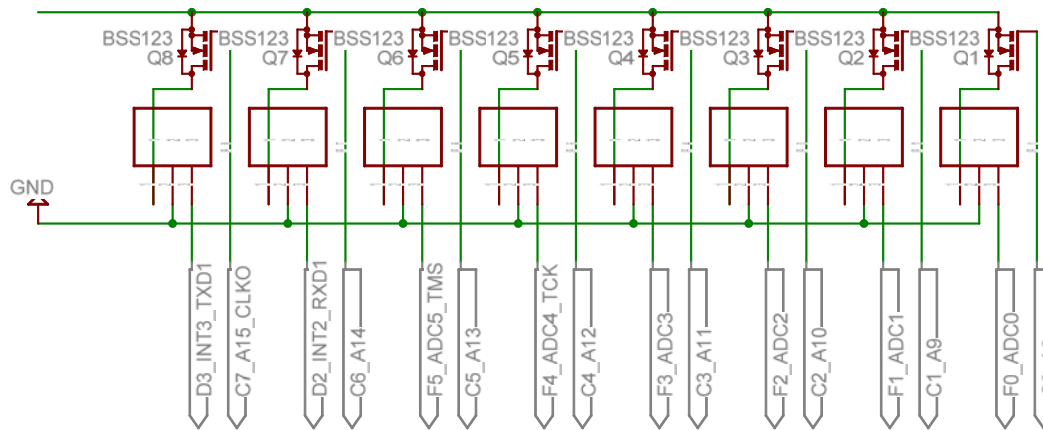 BSS123 BSS123 BSS123 BSS123 BSS123 BSS123 BSS123 BSS123
Q8 Q7 Q6 Q5 Q4 Q3 Q2 Q1
GND
D3_INT3_TXD1
C7_A15_CLKO
D2_INT2_RXD1
C6_A14
F5_ADC5_TMS
C5_A13
F4_ADC4_TCK
C4_A12
F3_ADC3
C3_A11
F2_ADC2
C2_A10
F1_ADC1
C1_A9
F0_ADC0